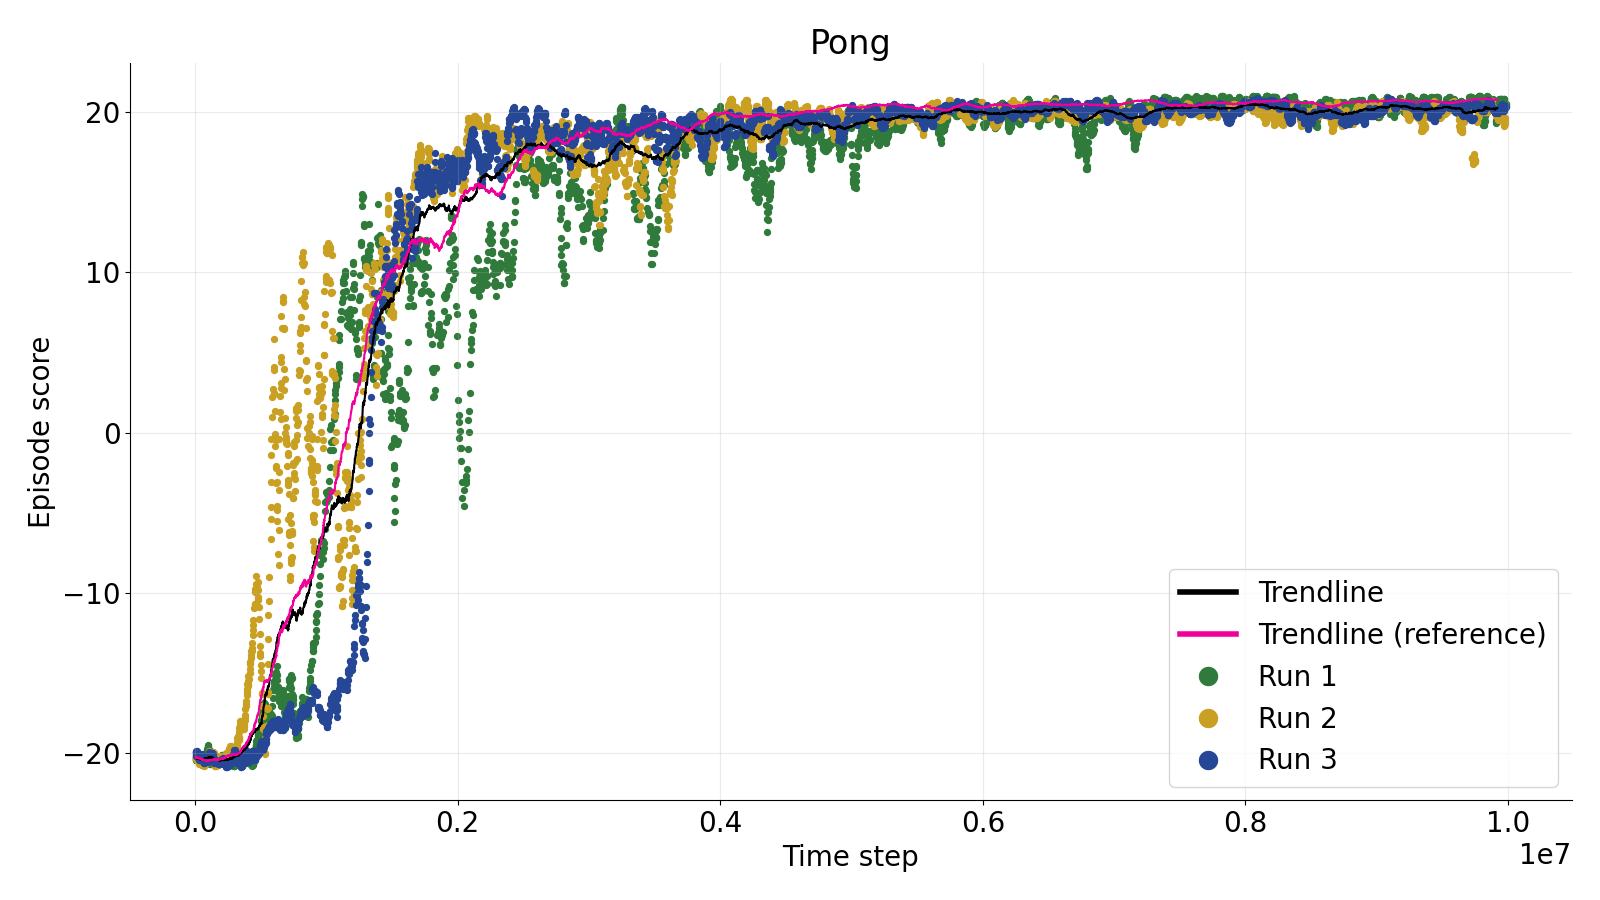 Pong
Episode score
20
10
0
−10
−20
0.0 0.2 0.4 0.6 0.8 1.0
1e7
Time step
Trendline
Trendline (reference)
Run 1
Run 2
Run 3